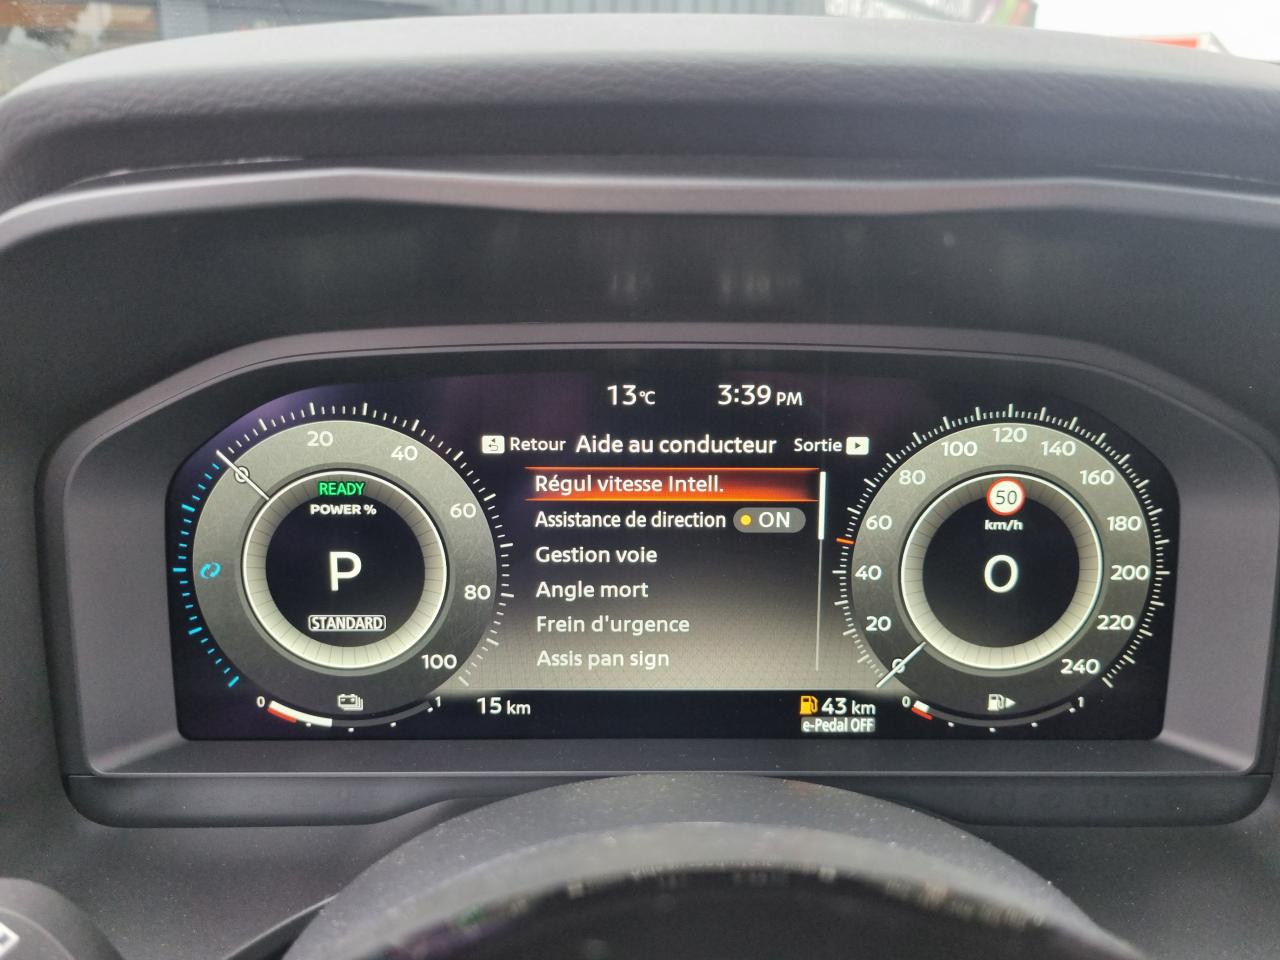 13°C 3:39 PM
Retour Aide au conducteur Sortie
Régul vitesse Intell.
Assistance de direction ON
Gestion voie
Angle mort
Frein d'urgence
Assis pan sign
15 km
43 km
e-Pedal OFF
0 20 40 60 80 100
READY
POWER %
P
STANDARD
0 1
0 20 40 60 80 100 120 140 160 180 200 220 240
50
km/h
0
0 1